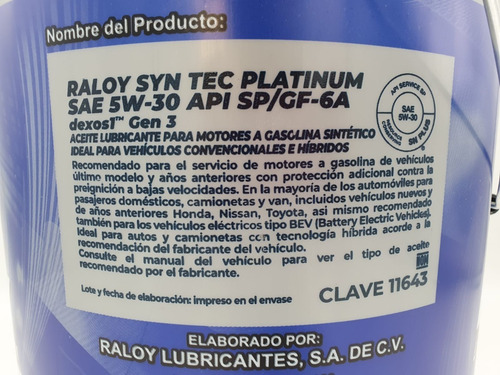 Nombre del Producto:
RALOY SYN TEC PLATINUM
SAE 5W-30 API SP/GF-6A
dexos1™ Gen 3
ACEITE LUBRICANTE PARA MOTORES A GASOLINA SINTÉTICO
IDEAL PARA VEHÍCULOS CONVENCIONALES E HÍBRIDOS
API SERVICE SP
SAE
5W-30
SN PLUS
Recomendado para el servicio de motores a gasolina de vehículos
último modelo y años anteriores con protección adicional contra la
preignición a bajas velocidades. En la mayoría de los automóviles para
pasajeros domésticos, camionetas y van, incluidos vehículos nuevos y
de años anteriores Honda, Nissan, Toyota, asi mismo recomendado
también para los vehículos eléctricos tipo BEV (Battery Electric Vehicles).
Ideal para autos y camionetas con tecnología híbrida acorde a la
recomendación del fabricante del vehículo.
Consulte el manual del vehículo para ver el tipo de aceite
recomendado por el fabricante.
Lote y fecha de elaboración: impreso en el envase
CLAVE 11643
ELABORADO POR:
RALOY LUBRICANTES, S.A. DE C.V.